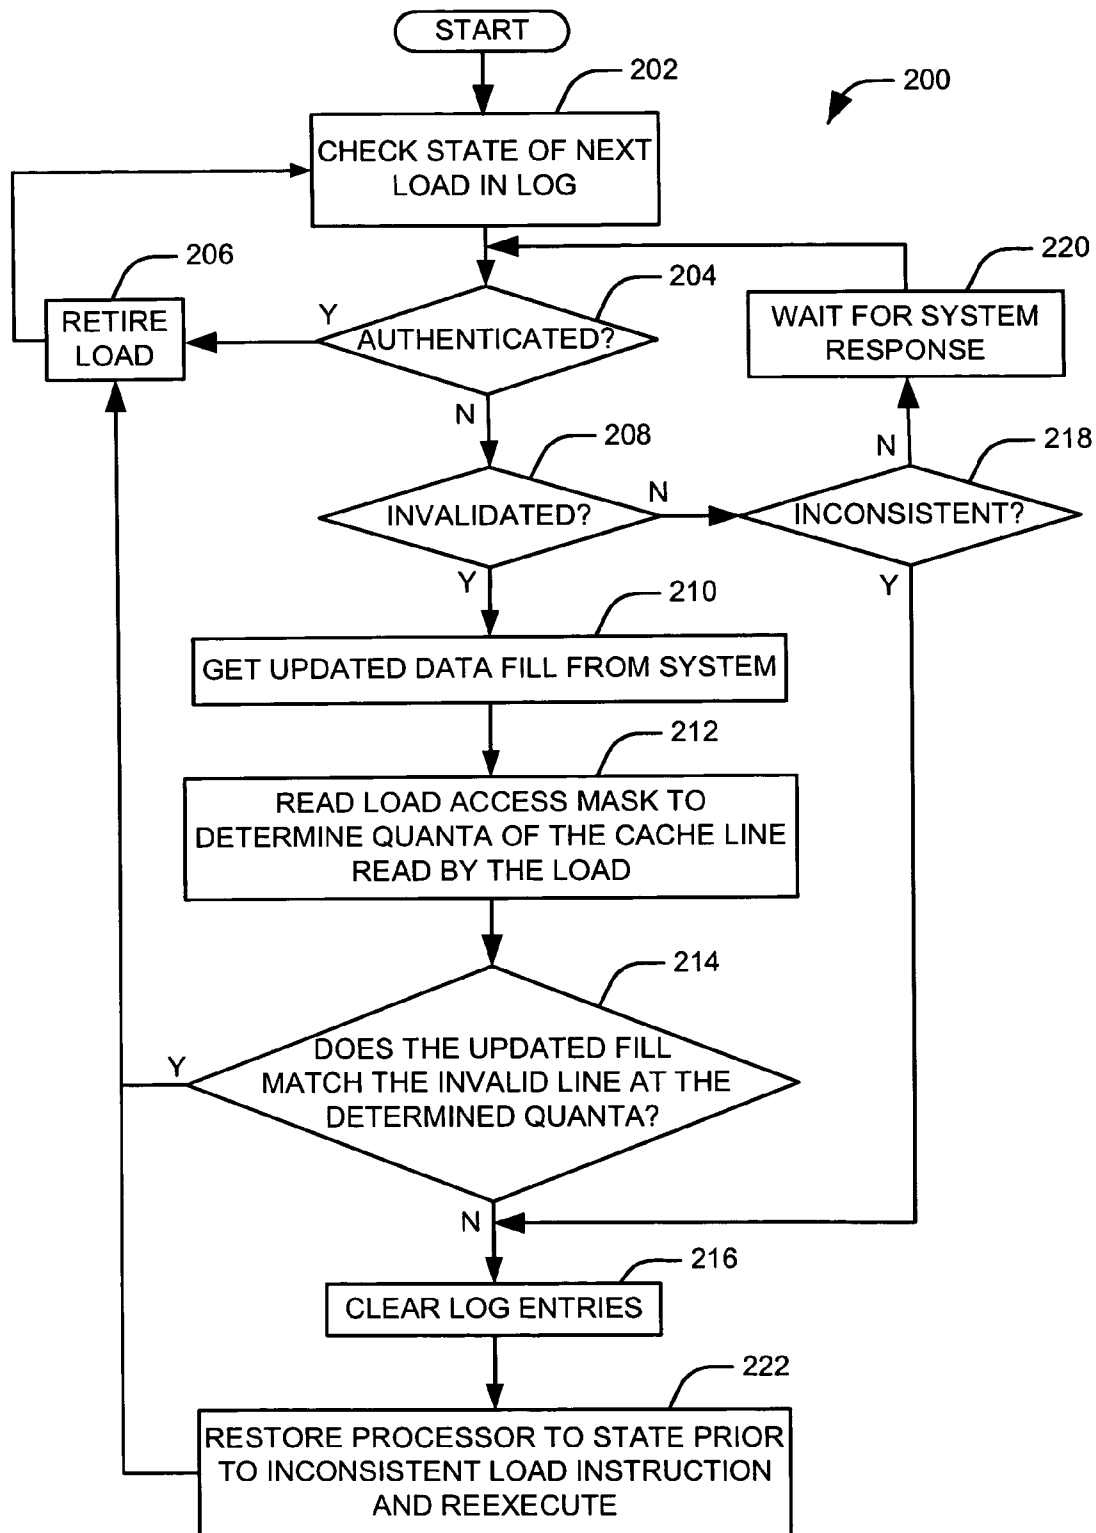 START
202
200
CHECK STATE OF NEXT
LOAD IN LOG
206
204
220
RETIRE
LOAD
Y
AUTHENTICATED?
WAIT FOR SYSTEM
RESPONSE
N
208
N
218
INVALIDATED?
N
INCONSISTENT?
Y
Y
210
GET UPDATED DATA FILL FROM SYSTEM
212
READ LOAD ACCESS MASK TO
DETERMINE QUANTA OF THE CACHE LINE
READ BY THE LOAD
214
Y
DOES THE UPDATED FILL
MATCH THE INVALID LINE AT THE
DETERMINED QUANTA?
N
216
CLEAR LOG ENTRIES
222
RESTORE PROCESSOR TO STATE PRIOR
TO INCONSISTENT LOAD INSTRUCTION
AND REEXECUTE